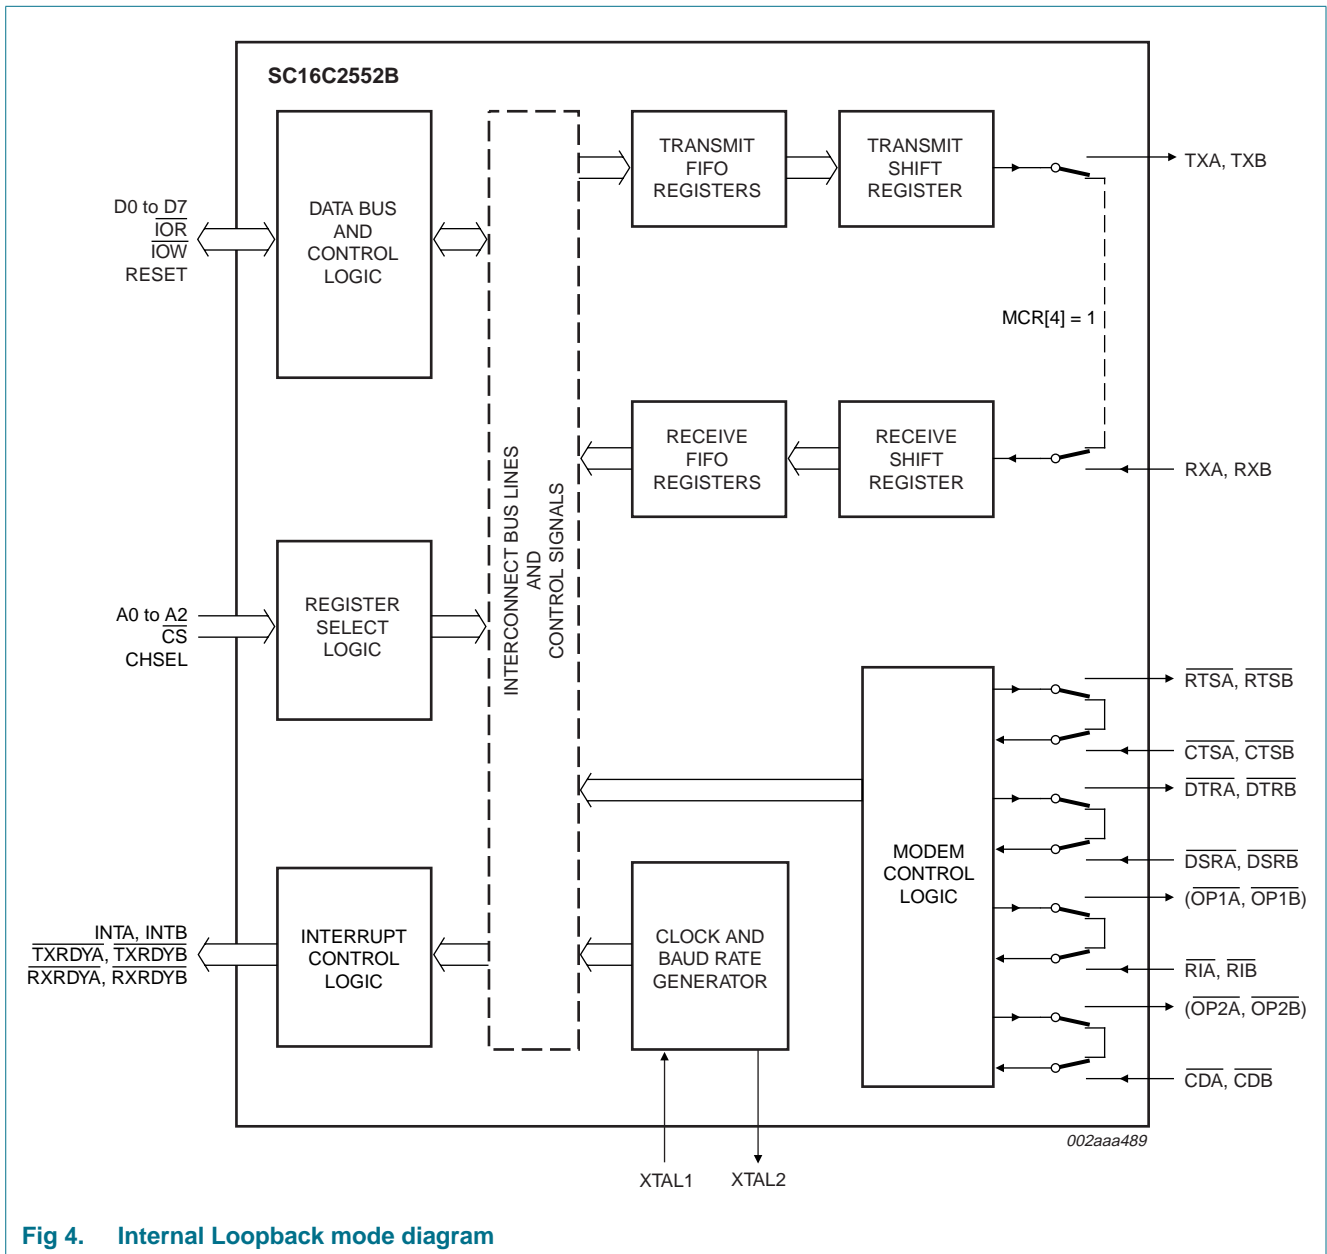 SC16C2552B
D0 to D7
IOR
IOW
RESET
DATA BUS
AND
CONTROL
LOGIC
A0 to A2
CS
CHSEL
REGISTER
SELECT
LOGIC
INTA, INTB
TXRDYA, TXRDYB
RXRDYA, RXRDYB
INTERRUPT
CONTROL
LOGIC
INTERCONNECT BUS LINES
AND
CONTROL SIGNALS
TRANSMIT
FIFO
REGISTERS
TRANSMIT
SHIFT
REGISTER
TXA, TXB
MCR[4] = 1
RECEIVE
FIFO
REGISTERS
RECEIVE
SHIFT
REGISTER
RXA, RXB
CLOCK AND
BAUD RATE
GENERATOR
XTAL1
XTAL2
MODEM
CONTROL
LOGIC
RTSA, RTSB
CTSA, CTSB
DTRA, DTRB
DSRA, DSRB
(OP1A, OP1B)
RIA, RIB
(OP2A, OP2B)
CDA, CDB
002aaa489
Fig 4. Internal Loopback mode diagram